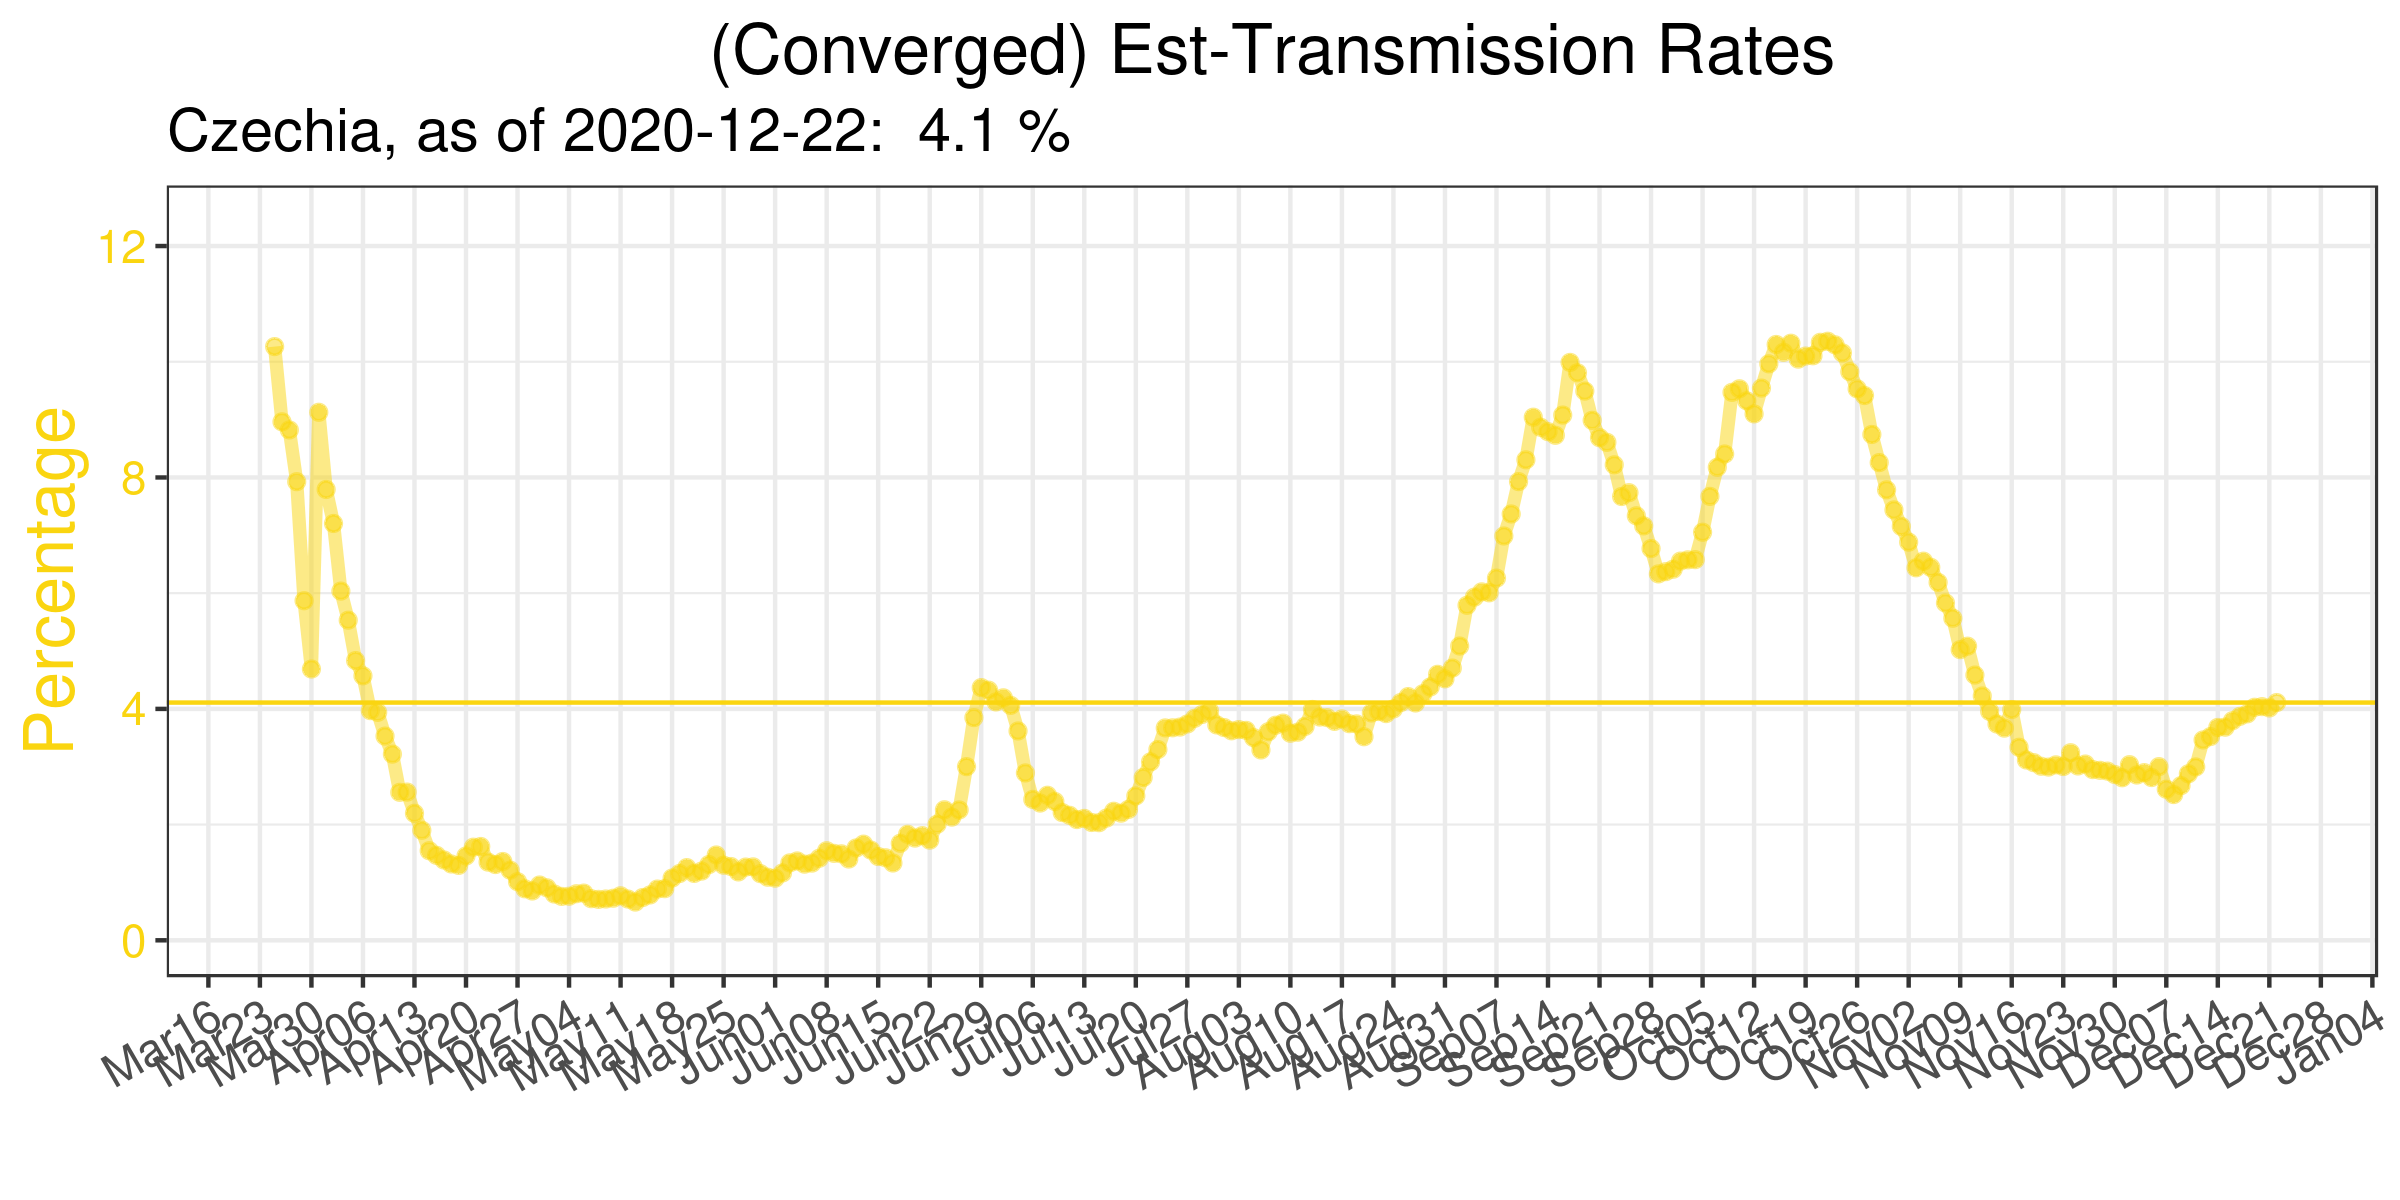 (Converged) Est-Transmission Rates
Czechia, as of 2020-12-22:  4.1 %
Percentage
12
8
4
0
Mar16
Mar23
Mar30
Apr06
Apr13
Apr20
Apr27
May04
May11
May18
May25
Jun01
Jun08
Jun15
Jun22
Jun29
Jul06
Jul13
Jul20
Jul27
Aug03
Aug10
Aug17
Aug24
Aug31
Sep07
Sep14
Sep21
Sep28
Oct05
Oct12
Oct19
Oct26
Nov02
Nov09
Nov16
Nov23
Nov30
Dec07
Dec14
Dec21
Dec28
Jan04